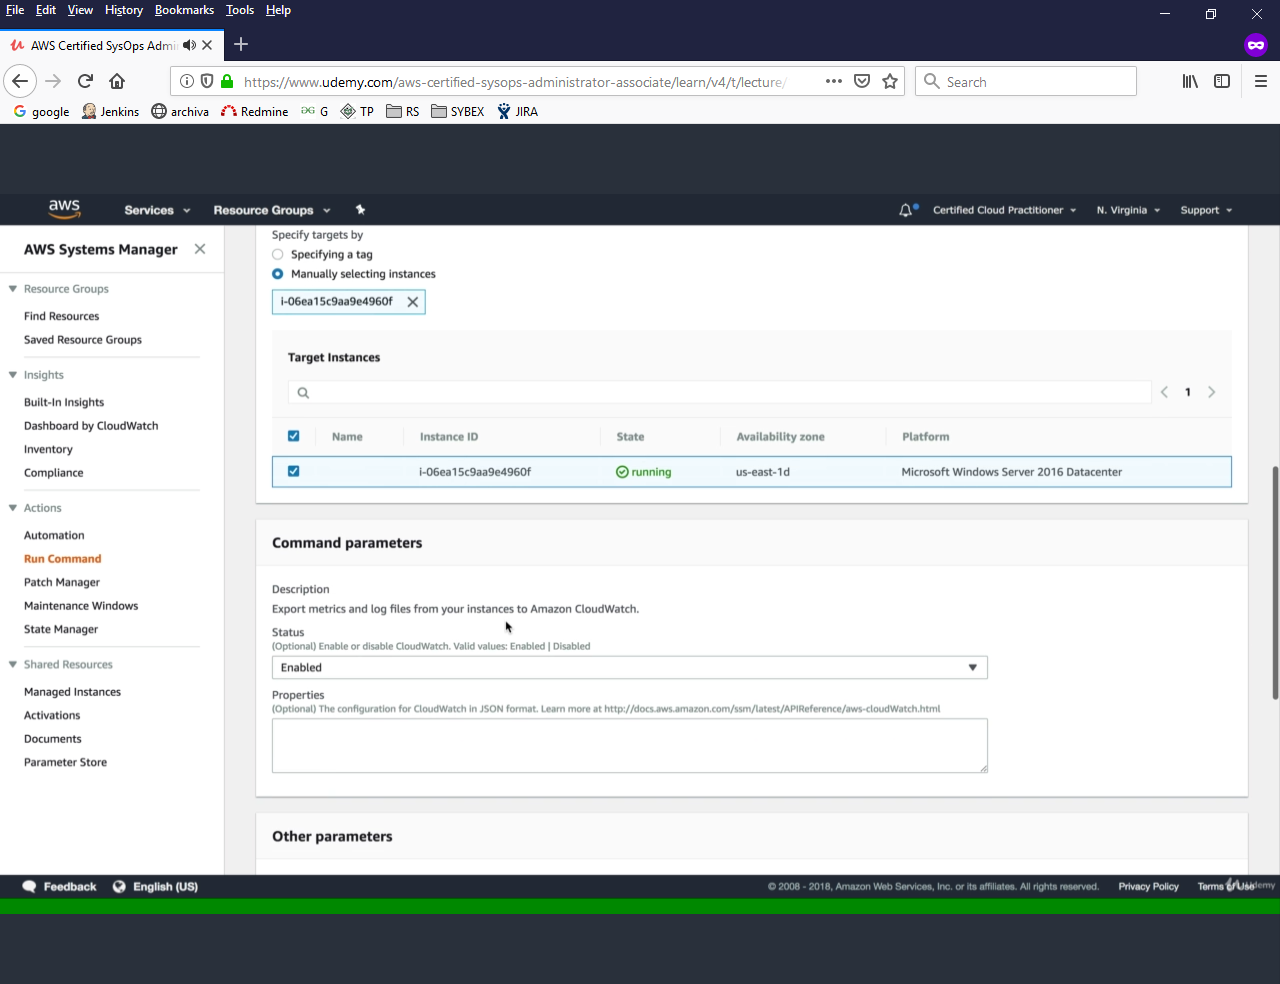 File Edit View History Bookmarks Tools Help
AWS Certified SysOps Admi
https://www.udemy.com/aws-certified-sysops-administrator-associate/learn/v4/t/lecture/
Search
google Jenkins archiva Redmine G TP RS SYBEX JIRA
aws Services Resource Groups Certified Cloud Practitioner N. Virginia Support
AWS Systems Manager
Resource Groups
Find Resources
Saved Resource Groups
Insights
Built-In Insights
Dashboard by CloudWatch
Inventory
Compliance
Actions
Automation
Run Command
Patch Manager
Maintenance Windows
State Manager
Shared Resources
Managed Instances
Activations
Documents
Parameter Store
Specify targets by
Specifying a tag
Manually selecting instances
i-06ea15c9aa9e4960f
Target Instances
1
Name Instance ID State Availability zone Platform
i-06ea15c9aa9e4960f running us-east-1d Microsoft Windows Server 2016 Datacenter
Command parameters
Description
Export metrics and log files from your instances to Amazon CloudWatch.
Status
(Optional) Enable or disable CloudWatch. Valid values: Enabled | Disabled
Enabled
Properties
(Optional) The configuration for CloudWatch in JSON format. Learn more at http://docs.aws.amazon.com/ssm/latest/APIReference/aws-cloudWatch.html
Other parameters
Feedback English (US) © 2008 - 2018, Amazon Web Services, Inc. or its affiliates. All rights reserved. Privacy Policy Terms of Use
Udemy